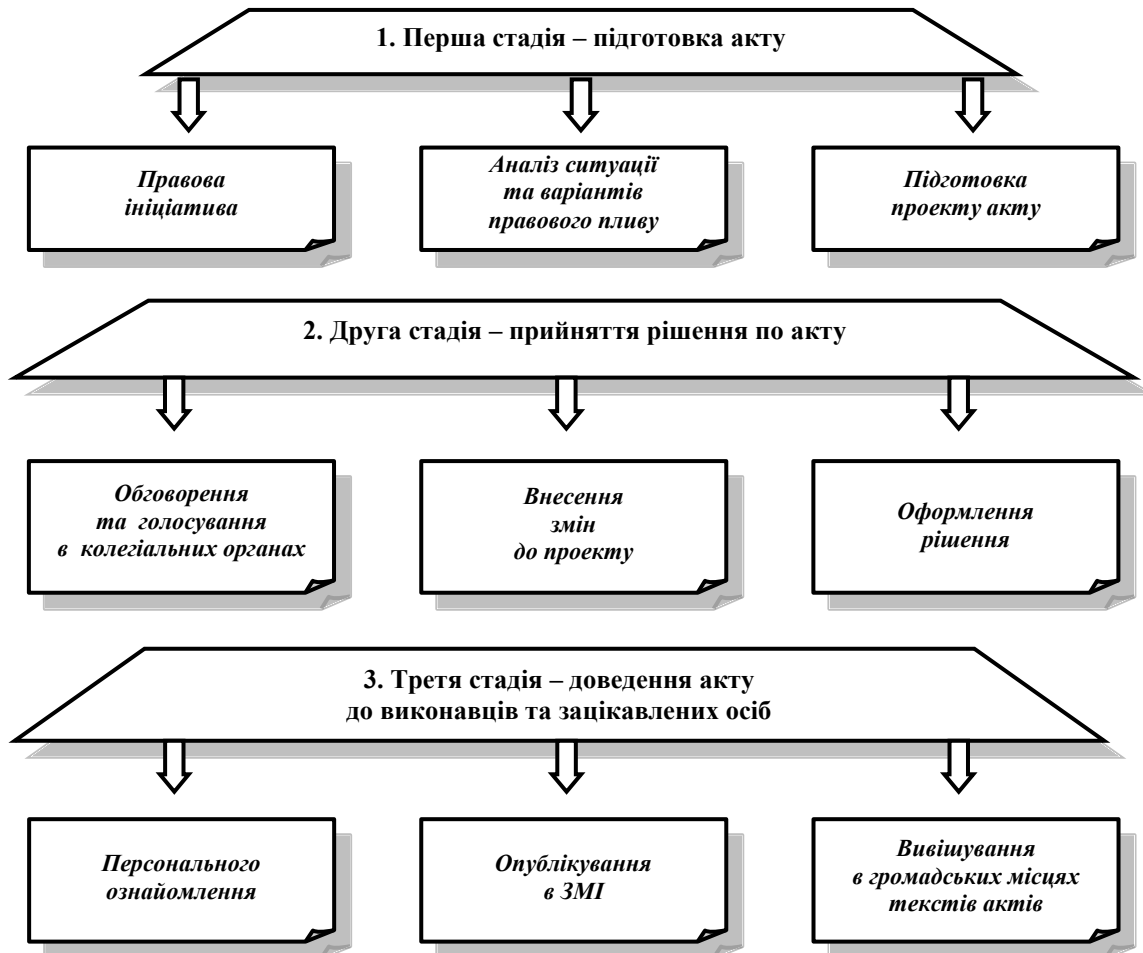 1. Перша стадія – підготовка акту
Правова
ініціатива
Аналіз ситуації
та варіантів
правового пливу
Підготовка
проекту акту
2. Друга стадія – прийняття рішення по акту
Обговорення
та голосування
в колегіальних органах
Внесення
змін
до проекту
Оформлення
рішення
3. Третя стадія – доведення акту
до виконавців та зацікавлених осіб
Персонального
ознайомлення
Опублікування
в ЗМІ
Вивішування
в громадських місцях
текстів актів